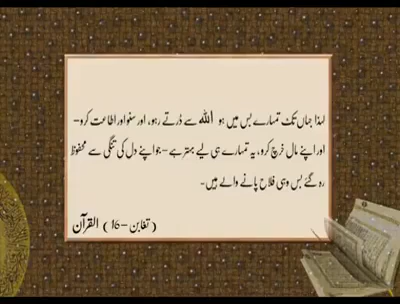 لہٰذا جہاں تک تمہارے بس میں ہو اللہ سے ڈرتے رہو، اور سنو اور اطاعت کرو-
اور اپنے مال خرچ کرو، یہ تمہارے ہی لیے بہتر ہے - جو اپنے دل کی تنگی سے محفوظ
رہ گئے بس وہی فلاح پانے والے ہیں-
(تغابن -16) القرآن